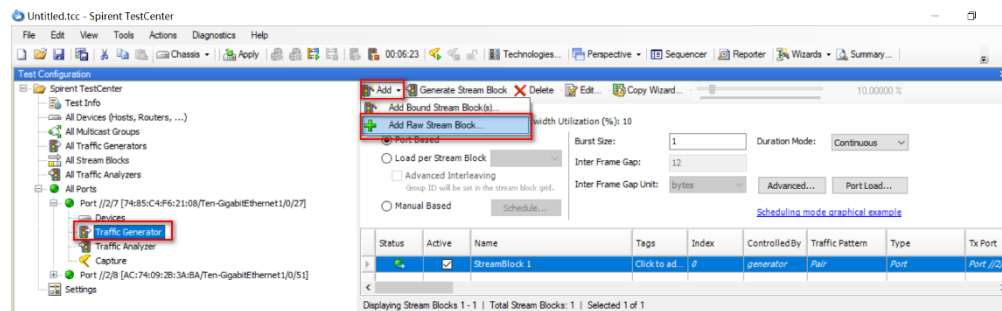 Untitled.tcc - Spirent TestCenter
File Edit View Tools Actions Diagnostics Help
Chassis Apply 00:06:23 Technologies... Perspective Sequencer Reporter Wizards Summary...
Test Configuration
Spirent TestCenter
Test Info
All Devices (Hosts, Routers, ...)
All Multicast Groups
All Traffic Generators
All Stream Blocks
All Traffic Analyzers
All Ports
Port //2/7 [74:85:C4:F6:21:08/Ten-GigabitEthernet1/0/27]
Devices
Traffic Generator
Traffic Analyzer
Capture
Port //2/8 [AC:74:09:2B:3A:BA/Ten-GigabitEthernet1/0/51]
Settings
Add Generate Stream Block Delete Edit... Copy Wizard... 10.00000 %
Add Bound Stream Block(s)...
Add Raw Stream Block...
width Utilization (%): 10
Port Based
Load per Stream Block
Advanced Interleaving
Group ID will be set in the stream block grid.
Manual Based Schedule...
Burst Size: 1
Inter Frame Gap: 12
Inter Frame Gap Unit: bytes
Duration Mode: Continuous
Advanced... Port Load...
Scheduling mode graphical example
Status Active Name Tags Index Controlled By Traffic Pattern Type Tx Port
StreamBlock 1 Click to ad... 0 generator Pair Port Port //2/
Displaying Stream Blocks 1 - 1 | Total Stream Blocks: 1 | Selected 1 of 1